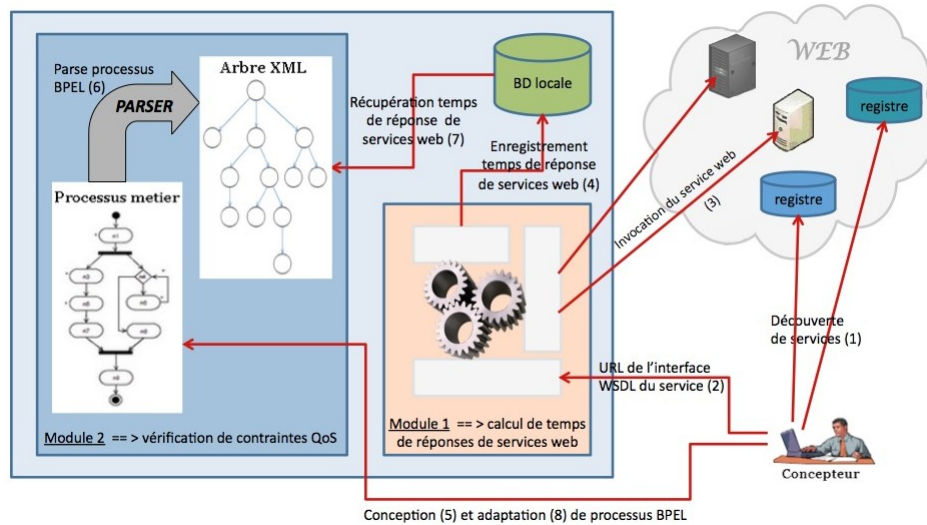 Parse processus
BPEL (6)
PARSER
Arbre XML
BD locale
WEB
registre
registre
Récupération temps
de réponse de
services web (7)
Enregistrement
temps de réponse
de services web (4)
Invocation du service web
(3)
Processus metier
n1
n7
Découverte
de services (1)
URL de l'interface
WSDL du service (2)
Module 1 == > calcul de temps
de réponses de services web
Module 2 == > vérification de contraintes QoS
Concepteur
Conception (5) et adaptation (8) de processus BPEL